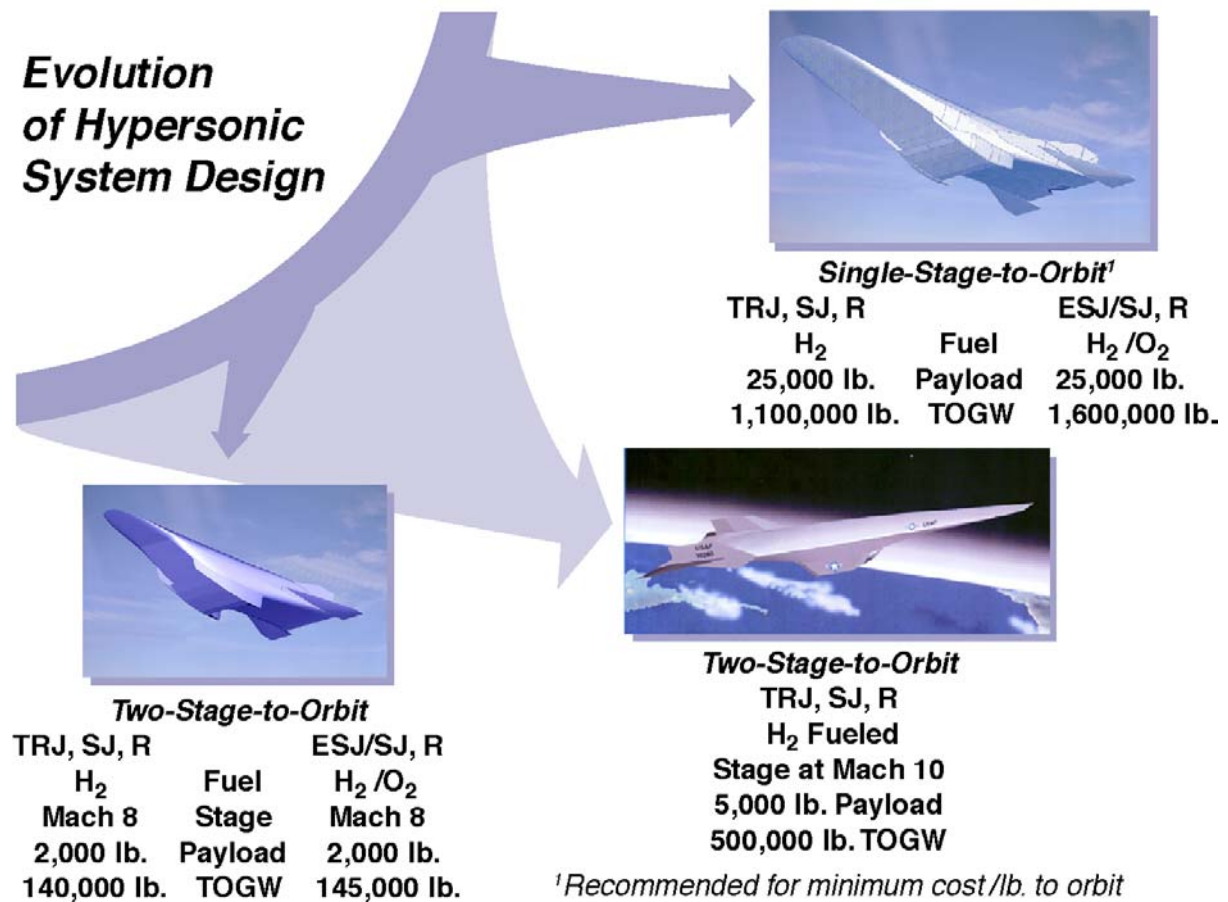 Evolution
of Hypersonic
System Design
Single-Stage-to-Orbit¹
TRJ, SJ, R ESJ/SJ, R
H₂ Fuel H₂/O₂
25,000 lb. Payload 25,000 lb.
1,100,000 lb. TOGW 1,600,000 lb.
Two-Stage-to-Orbit
TRJ, SJ, R ESJ/SJ, R
H₂ Fuel H₂/O₂
Mach 8 Stage Mach 8
2,000 lb. Payload 2,000 lb.
140,000 lb. TOGW 145,000 lb.
USAF
USAF
Two-Stage-to-Orbit
TRJ, SJ, R
H₂ Fueled
Stage at Mach 10
5,000 lb. Payload
500,000 lb. TOGW
¹Recommended for minimum cost/lb. to orbit